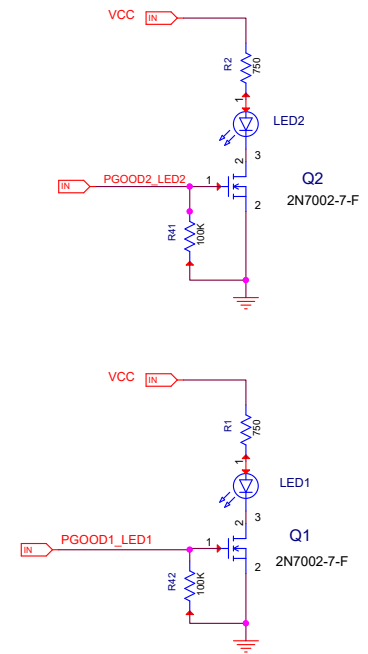 VCC IN
R2
750
1
LED2
2
3
Q2
2N7002-7-F
IN PGOOD2_LED2 1
2
R41
100K
VCC IN
R1
750
1
LED1
2
3
Q1
2N7002-7-F
IN PGOOD1_LED1 1
2
R42
100K